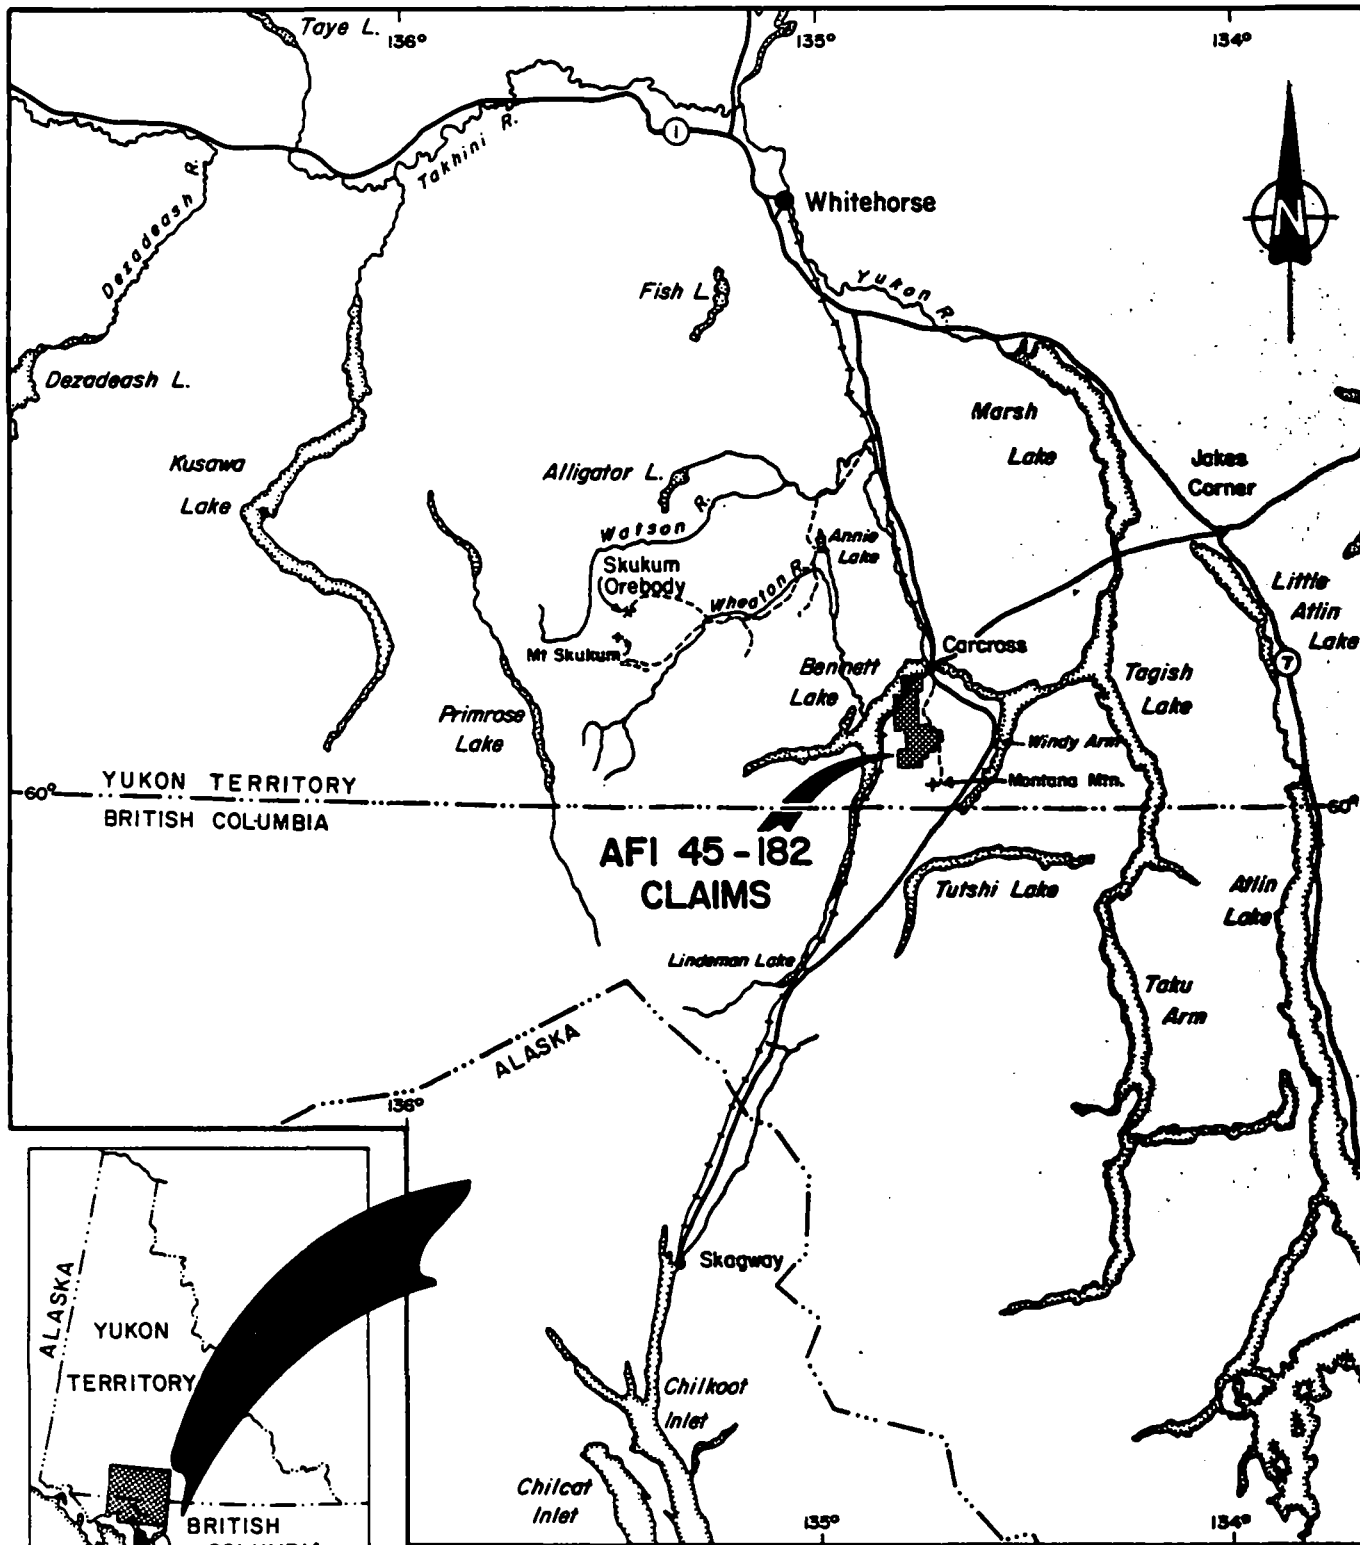 Taye L.
136°
135°
134°
Takhini R.
1
Dezadeash R.
Whitehorse
N
Yukon R.
Fish L.
Dezadeash L.
Marsh
Lake
Kusawa
Lake
Alligator L.
Jakes
Corner
Watson R.
Annie
Lake
Skukum
Orebody
Wheaton R.
Little
Atlin
Lake
Mt Skukum
Carcross
Bennett
Lake
7
Tagish
Lake
Primrose
Lake
Windy Arm
Montana Mtn.
YUKON TERRITORY
60°
60°
BRITISH COLUMBIA
AFI 45-182
CLAIMS
Tutshi Lake
Atlin
Lake
Lindeman Lake
Taku
Arm
ALASKA
136°
Skagway
ALASKA
YUKON
TERRITORY
Chilkoot
Inlet
Chilcat
Inlet
BRITISH
COLUMBIA
135°
134°